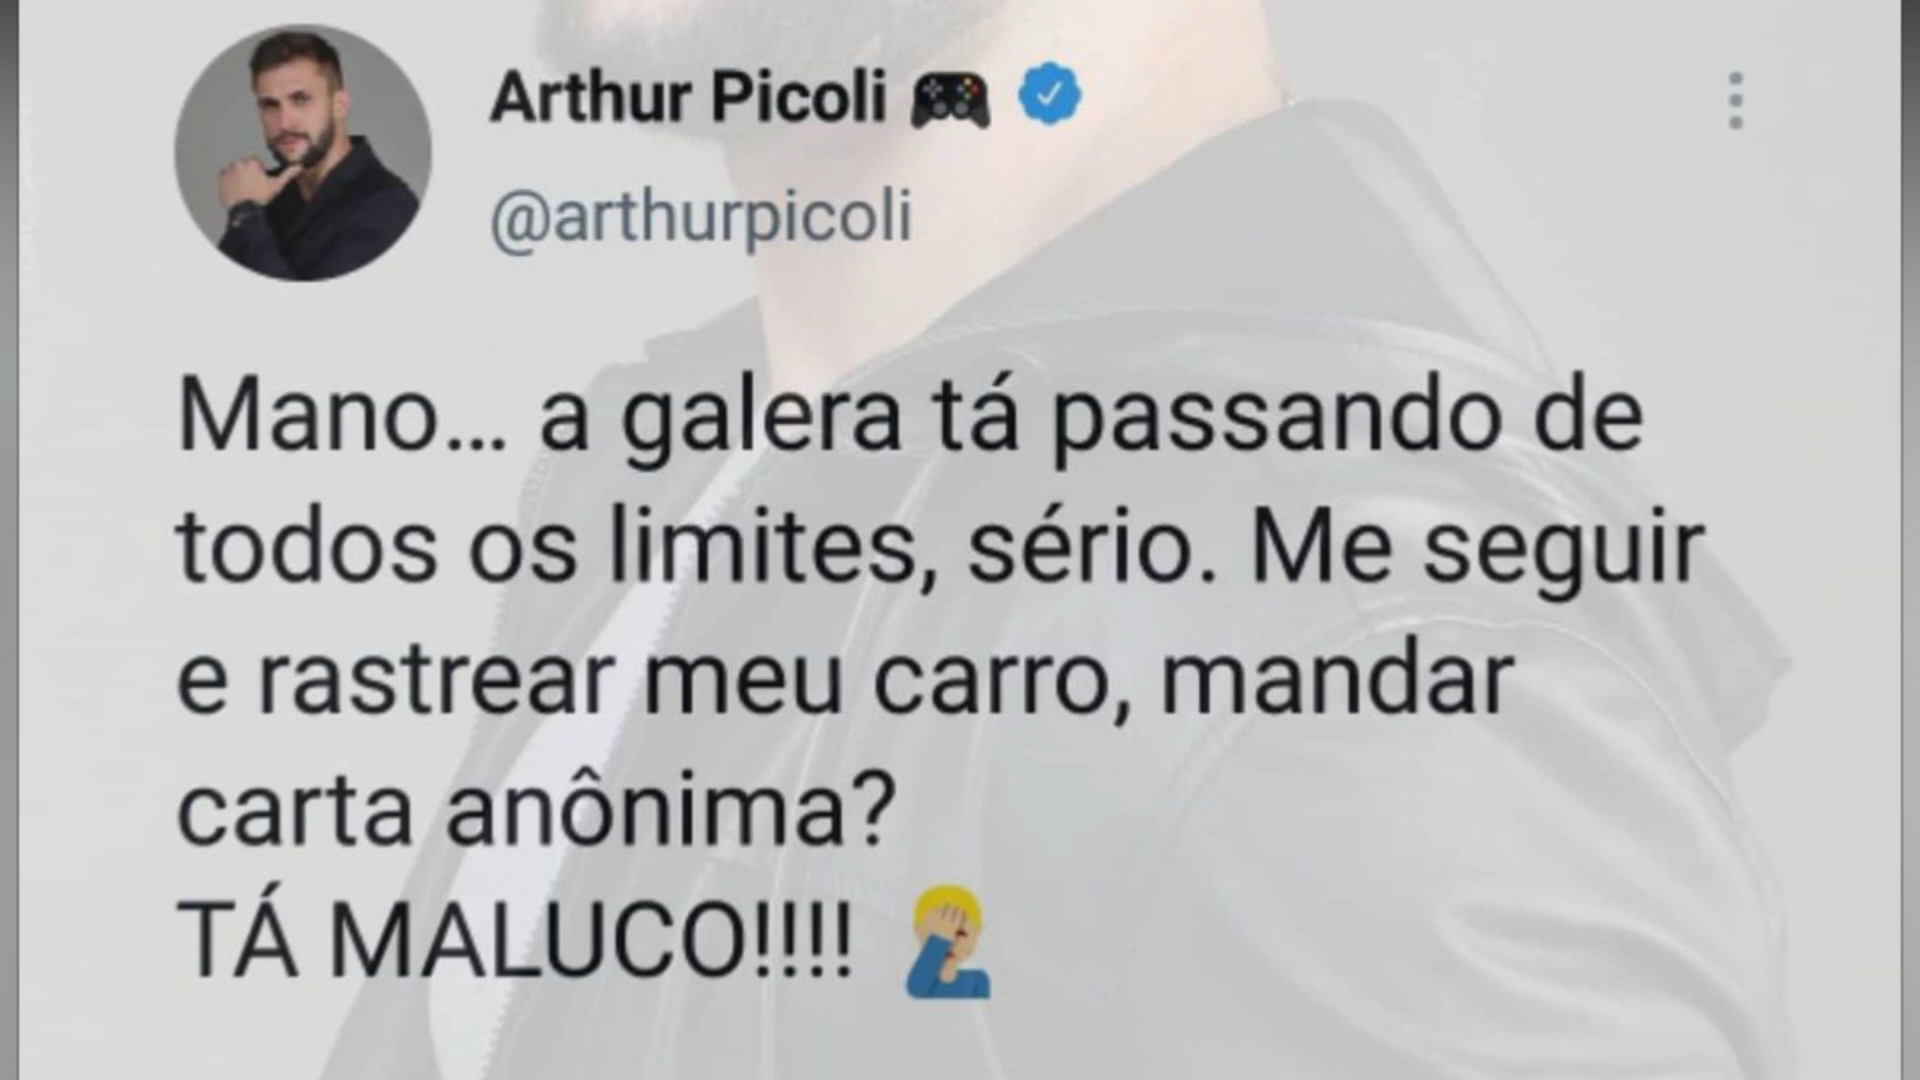 Arthur Picoli 🎮
@arthurpicoli
Mano... a galera tá passando de
todos os limites, sério. Me seguir
e rastrear meu carro, mandar
carta anônima?
TÁ MALUCO!!!! 🤦🏼‍♂️